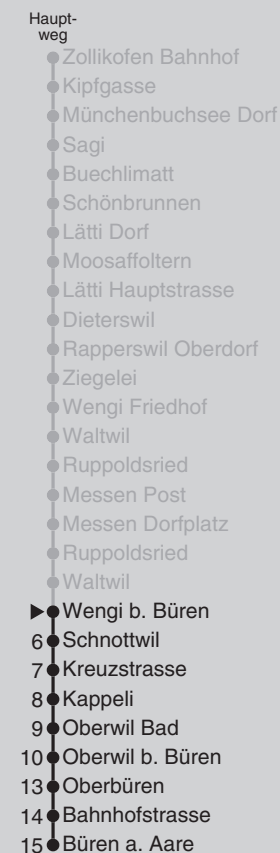 Haupt-
weg
Zollikofen Bahnhof
Kipfgasse
Münchenbuchsee Dorf
Sagi
Buechlimatt
Schönbrunnen
Lätti Dorf
Moosaffoltern
Lätti Hauptstrasse
Dieterswil
Rapperswil Oberdorf
Ziegelei
Wengi Friedhof
Waltwil
Ruppoldsried
Messen Post
Messen Dorfplatz
Ruppoldsried
Waltwil
Wengi b. Büren
6 Schnottwil
7 Kreuzstrasse
8 Kappeli
9 Oberwil Bad
10 Oberwil b. Büren
13 Oberbüren
14 Bahnhofstrasse
15 Büren a. Aare